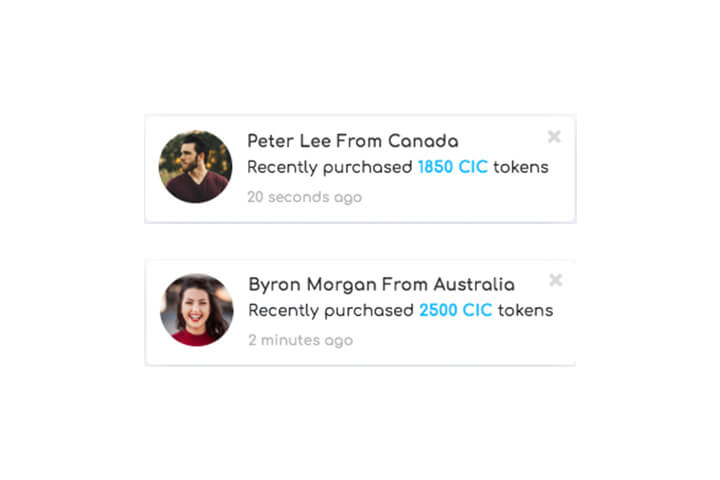 Peter Lee From Canada
Recently purchased 1850 CIC tokens
20 seconds ago
Byron Morgan From Australia
Recently purchased 2500 CIC tokens
2 minutes ago